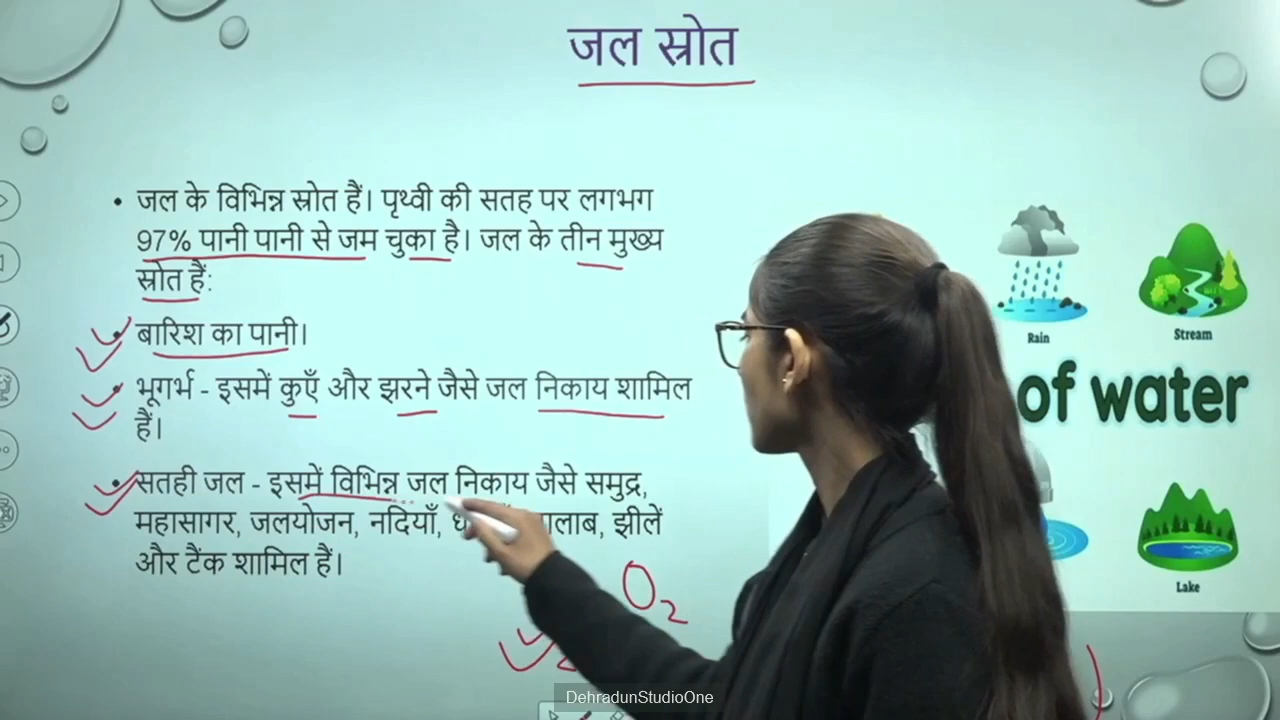 जल स्रोत
जल के विभिन्न स्रोत हैं। पृथ्वी की सतह पर लगभग
97% पानी पानी से जम चुका है। जल के तीन मुख्य
स्रोत हैं:
बारिश का पानी।
भूगर्भ - इसमें कुएँ और झरने जैसे जल निकाय शामिल
हैं।
सतही जल - इसमें विभिन्न जल निकाय जैसे समुद्र,
महासागर, जलयोजन, नदियाँ, झीलें
और टैंक शामिल हैं।
Rain
Stream
of water
Lake
O2
DehradunStudioOne